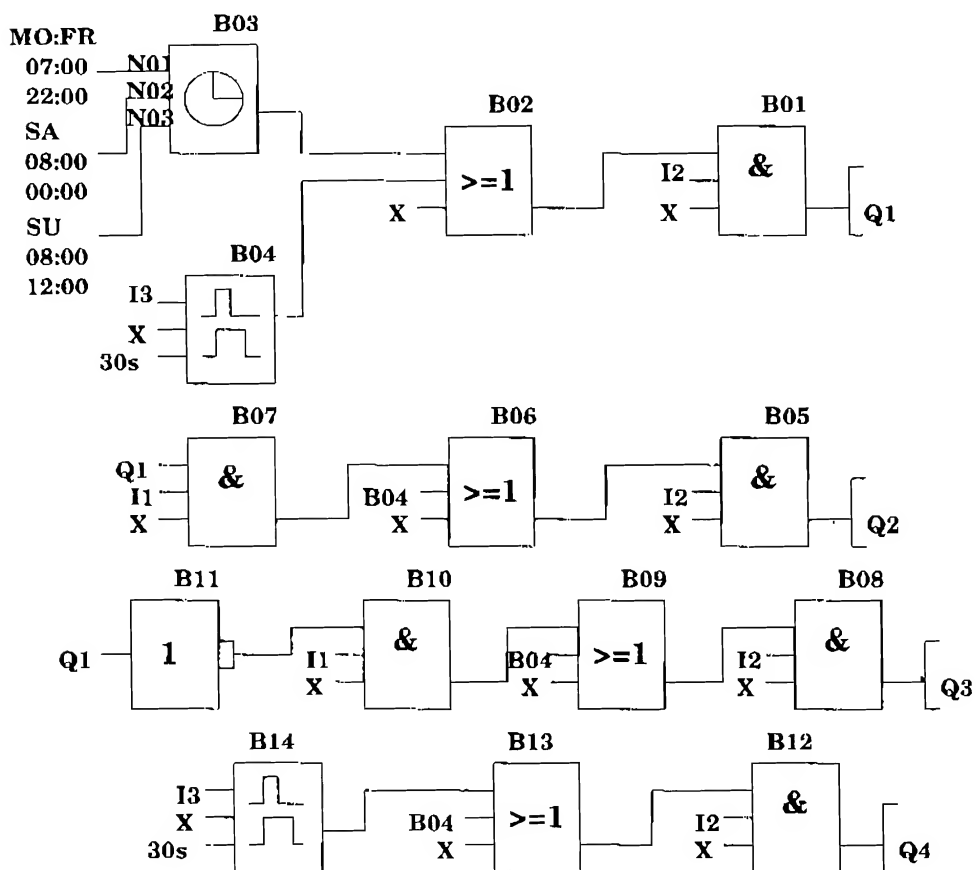 B03
MO:FR
07:00 N01
22:00 N02
N03
SA
08:00
00:00
SU
08:00
12:00
B02
>=1
X
B01
I2 &
X
Q1
B04
I3
X
30s
B07
Q1 &
I1
X
B06
B04 >=1
X
B05
&
I2
X
Q2
B11
Q1 1
B10
&
I1
X
B09
B04 >=1
X
B08
&
I2
X
Q3
B14
I3
X
30s
B13
B04 >=1
X
B12
&
I2
X
Q4